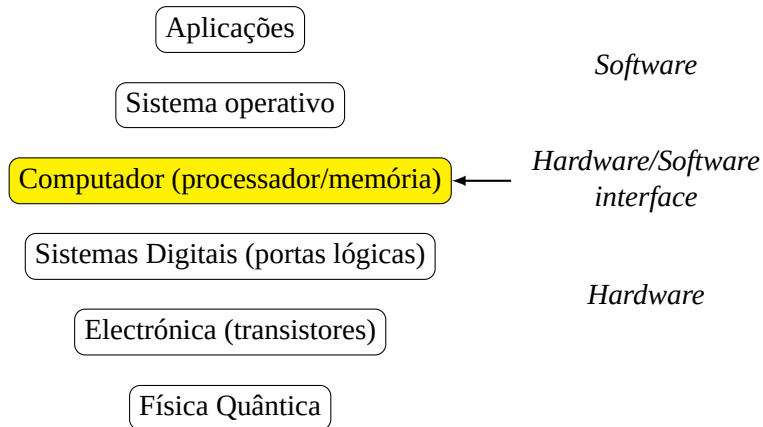 Aplicações
Software
Sistema operativo
Computador (processador/memória)
Hardware/Software
interface
Sistemas Digitais (portas lógicas)
Hardware
Electrónica (transistores)
Física Quântica